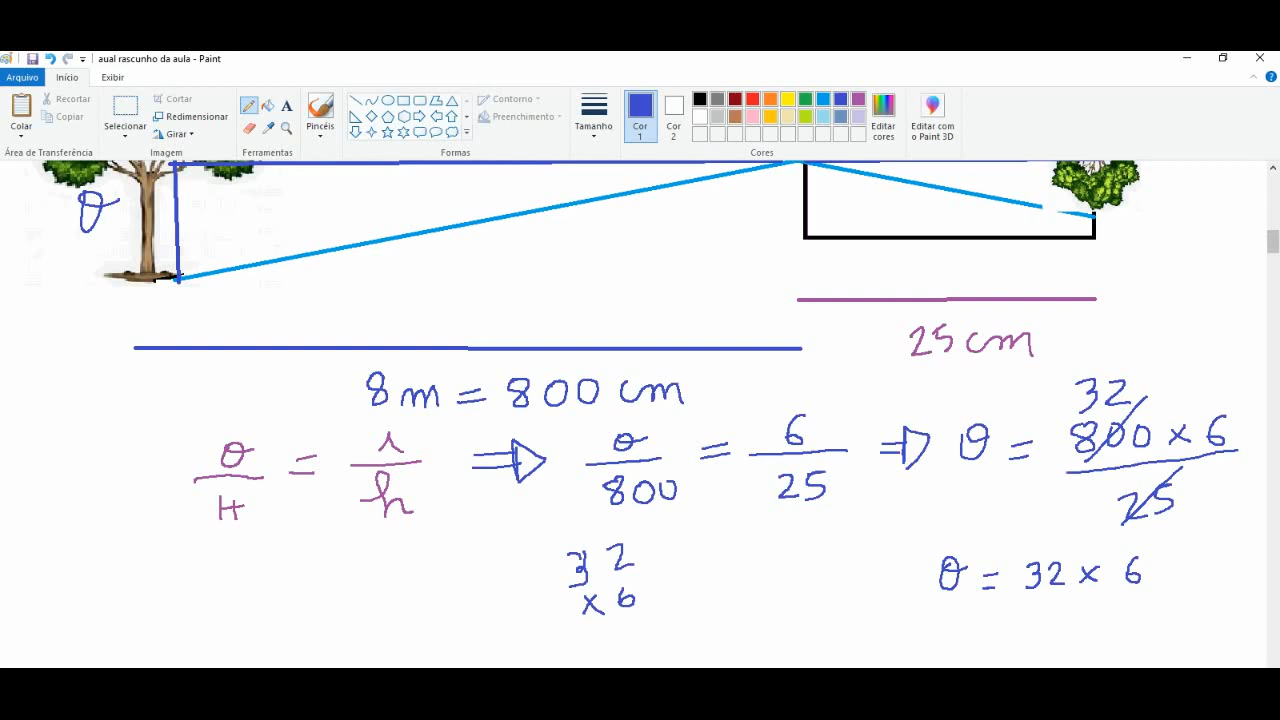 aual rascunho da aula - Paint
Arquivo Início Exibir
Colar Recortar Copiar
Área de Transferência
Selecionar Redimensionar Girar
Imagem
A
Ferramentas
Pincéis
Contorno
Preenchimento
Formas
Tamanho
Cor 1 Cor 2
Editar cores
Cores
Editar com o Paint 3D
θ
25 cm
8 m = 800 cm
θ/H = i/h ⇒ θ/800 = 6/25 ⇒ θ = 800 x 6/25
32
32
x 6
θ = 32 x 6